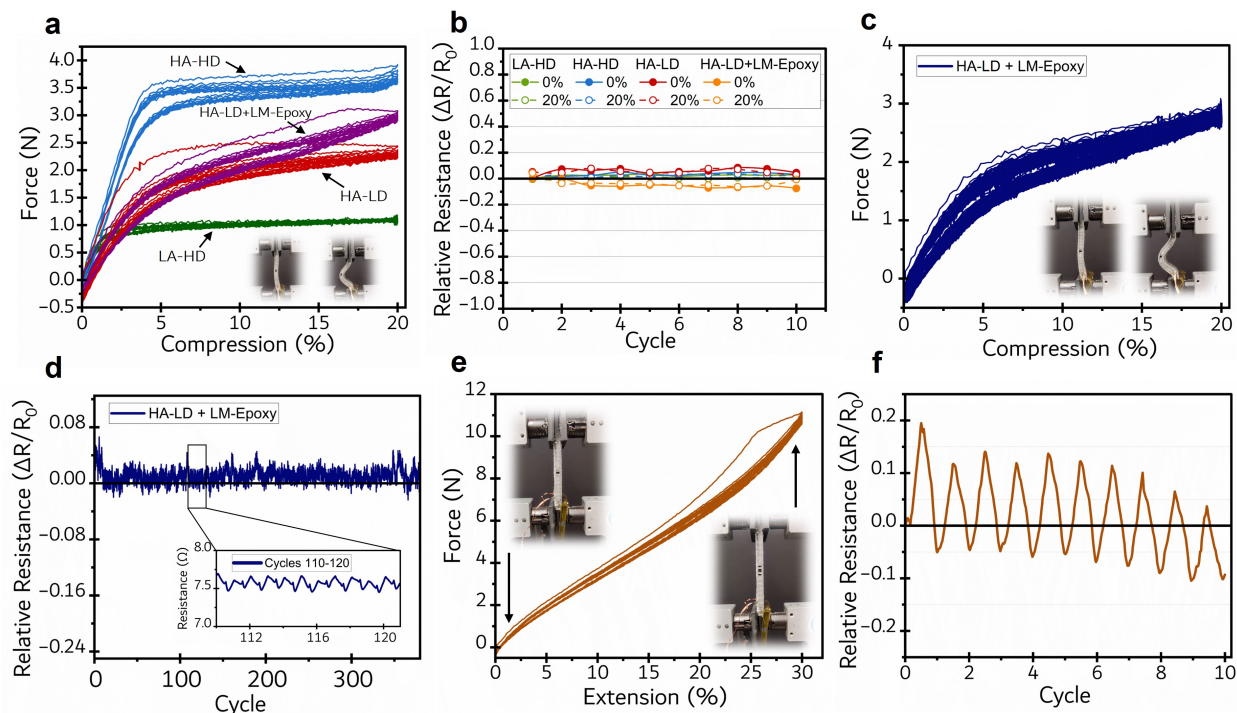 a
Force (N)
4.0
3.5
3.0
2.5
2.0
1.5
1.0
0.5
0.0
−0.5
HA-HD
HA-LD+LM-Epoxy
HA-LD
LA-HD
0 5 10 15 20
Compression (%)
b
Relative Resistance (ΔR/R0)
1.0
0.8
0.6
0.4
0.2
0.0
−0.2
−0.4
−0.6
−0.8
−1.0
LA-HD HA-HD HA-LD HA-LD+LM-Epoxy
0% 0% 0% 0%
20% 20% 20% 20%
0 2 4 6 8 10
Cycle
c
Force (N)
4
3
2
1
0
HA-LD + LM-Epoxy
0 5 10 15 20
Compression (%)
d
Relative Resistance (ΔR/R0)
0.08
0.00
−0.08
−0.16
−0.24
HA-LD + LM-Epoxy
Resistance (Ω)
8.0
7.5
7.0
Cycles 110-120
112 116 120
0 100 200 300
Cycle
e
Force (N)
12
10
8
6
4
2
0
0 5 10 15 20 25 30
Extension (%)
f
Relative Resistance (ΔR/R0)
0.2
0.1
0.0
−0.1
−0.2
0 2 4 6 8 10
Cycle